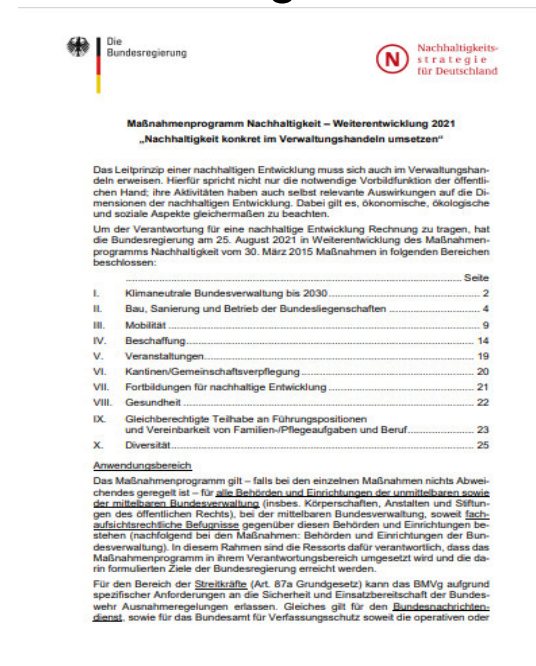 Die
Bundesregierung
N
Nachhaltigkeits-
strategie
für Deutschland
Maßnahmenprogramm Nachhaltigkeit – Weiterentwicklung 2021
„Nachhaltigkeit konkret im Verwaltungshandeln umsetzen“
Das Leitprinzip einer nachhaltigen Entwicklung muss sich auch im Verwaltungshan-
deln erweisen. Hierfür spricht nicht nur die notwendige Vorbildfunktion der öffentli-
chen Hand; ihre Aktivitäten haben auch selbst relevante Auswirkungen auf die Di-
mensionen der nachhaltigen Entwicklung. Dabei gilt es, ökonomische, ökologische
und soziale Aspekte gleichermaßen zu beachten.
Um der Verantwortung für eine nachhaltige Entwicklung Rechnung zu tragen, hat
die Bundesregierung am 25. August 2021 in Weiterentwicklung des Maßnahmen-
programms Nachhaltigkeit vom 30. März 2015 Maßnahmen in folgenden Bereichen
beschlossen:
Seite
I. Klimaneutrale Bundesverwaltung bis 2030 2
II. Bau, Sanierung und Betrieb der Bundesliegenschaften 4
III. Mobilität 9
IV. Beschaffung 14
V. Veranstaltungen 19
VI. Kantinen/Gemeinschaftsverpflegung 20
VII. Fortbildungen für nachhaltige Entwicklung 21
VIII. Gesundheit 22
IX. Gleichberechtigte Teilhabe an Führungspositionen
und Vereinbarkeit von Familien-/Pflegeaufgaben und Beruf 23
X. Diversität 25
Anwendungsbereich
Das Maßnahmenprogramm gilt – falls bei den einzelnen Maßnahmen nichts Abwei-
chendes geregelt ist – für alle Behörden und Einrichtungen der unmittelbaren sowie
der mittelbaren Bundesverwaltung (insbes. Körperschaften, Anstalten und Stiftun-
gen des öffentlichen Rechts), bei der mittelbaren Bundesverwaltung, soweit fach-
aufsichtsrechtliche Befugnisse gegenüber diesen Behörden und Einrichtungen be-
stehen (nachfolgend bei den Maßnahmen: Behörden und Einrichtungen der Bun-
desverwaltung). In diesem Rahmen sind die Ressorts dafür verantwortlich, dass das
Maßnahmenprogramm in ihrem Verantwortungsbereich umgesetzt wird und die da-
rin formulierten Ziele der Bundesregierung erreicht werden.
Für den Bereich der Streitkräfte (Art. 87a Grundgesetz) kann das BMVg aufgrund
spezifischer Anforderungen an die Sicherheit und Einsatzbereitschaft der Bundes-
wehr Ausnahmeregelungen erlassen. Gleiches gilt für den Bundesnachrichten-
dienst, sowie für das Bundesamt für Verfassungsschutz soweit die operativen oder